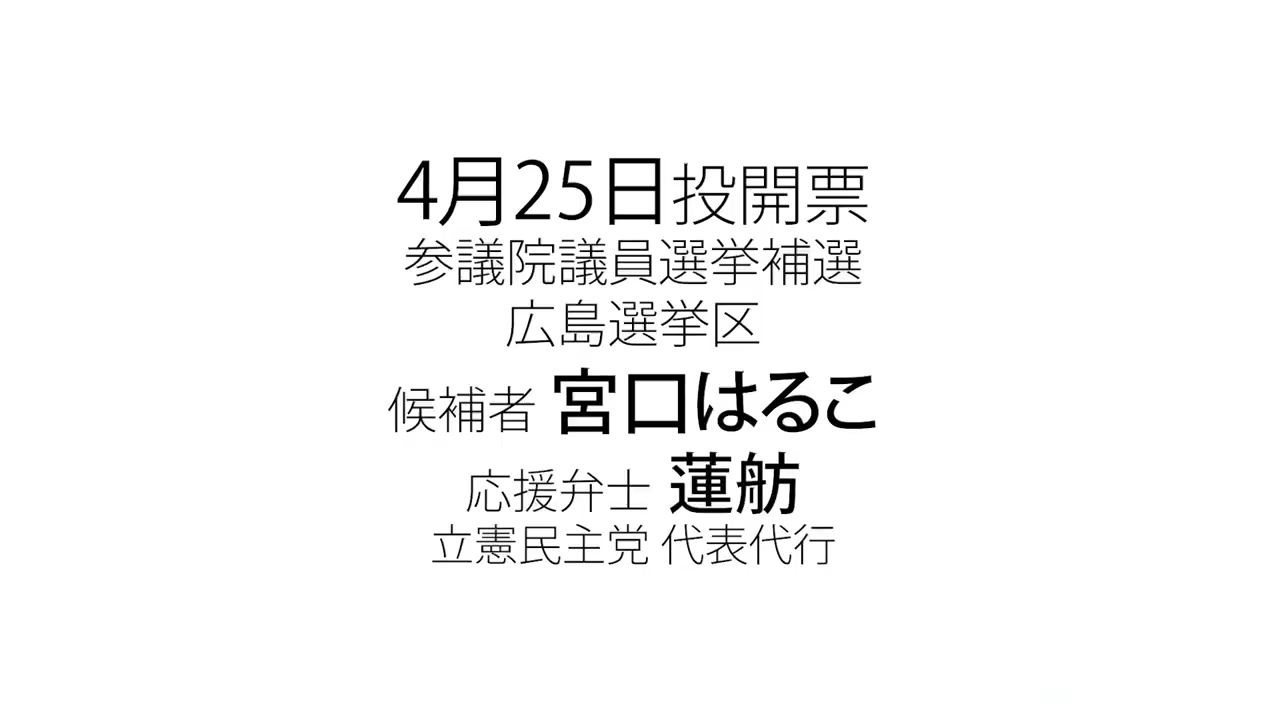 4月25日投開票
参議院議員選挙補選
広島選挙区
候補者 宮口はるこ
応援弁士 蓮舫
立憲民主党 代表代行